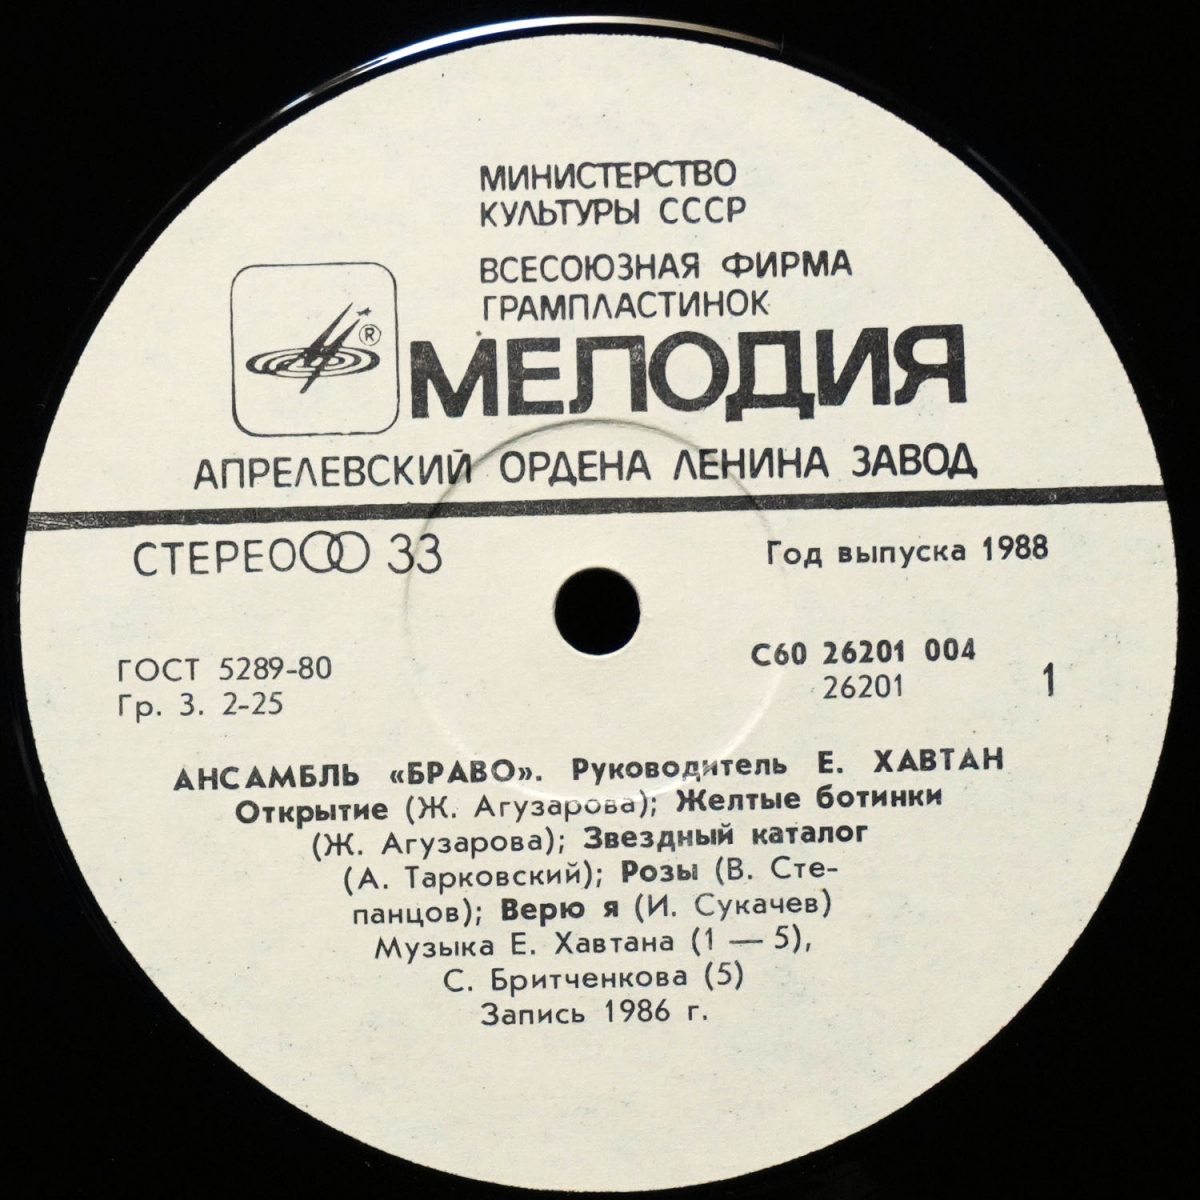 МИНИСТЕРСТВО
КУЛЬТУРЫ СССР
ВСЕСОЮЗНАЯ ФИРМА
ГРАМПЛАСТИНОК
®
МЕЛОДИЯ
АПРЕЛЕВСКИЙ ОРДЕНА ЛЕНИНА ЗАВОД
СТЕРЕО 33
Год выпуска 1988
ГОСТ 5289-80
Гр. 3. 2-25
С60 26201 004
26201
1
АНСАМБЛЬ «БРАВО». Руководитель Е. ХАВТАН
Открытие (Ж. Агузарова); Желтые ботинки
(Ж. Агузарова); Звездный каталог
(А. Тарковский); Розы (В. Сте-
панцов); Верю я (И. Сукачев)
Музыка Е. Хавтана (1 — 5),
С. Бритченкова (5)
Запись 1986 г.